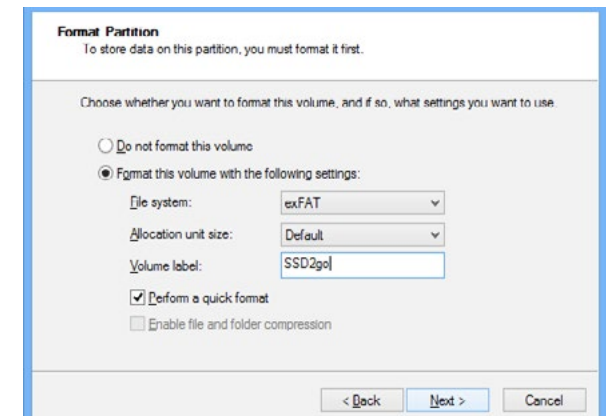 Format Partition
To store data on this partition, you must format it first.
Choose whether you want to format this volume, and if so, what settings you want to use.
Do not format this volume
Format this volume with the following settings:
File system: exFAT
Allocation unit size: Default
Volume label: SSD2go
Perform a quick format
Enable file and folder compression
< Back Next > Cancel